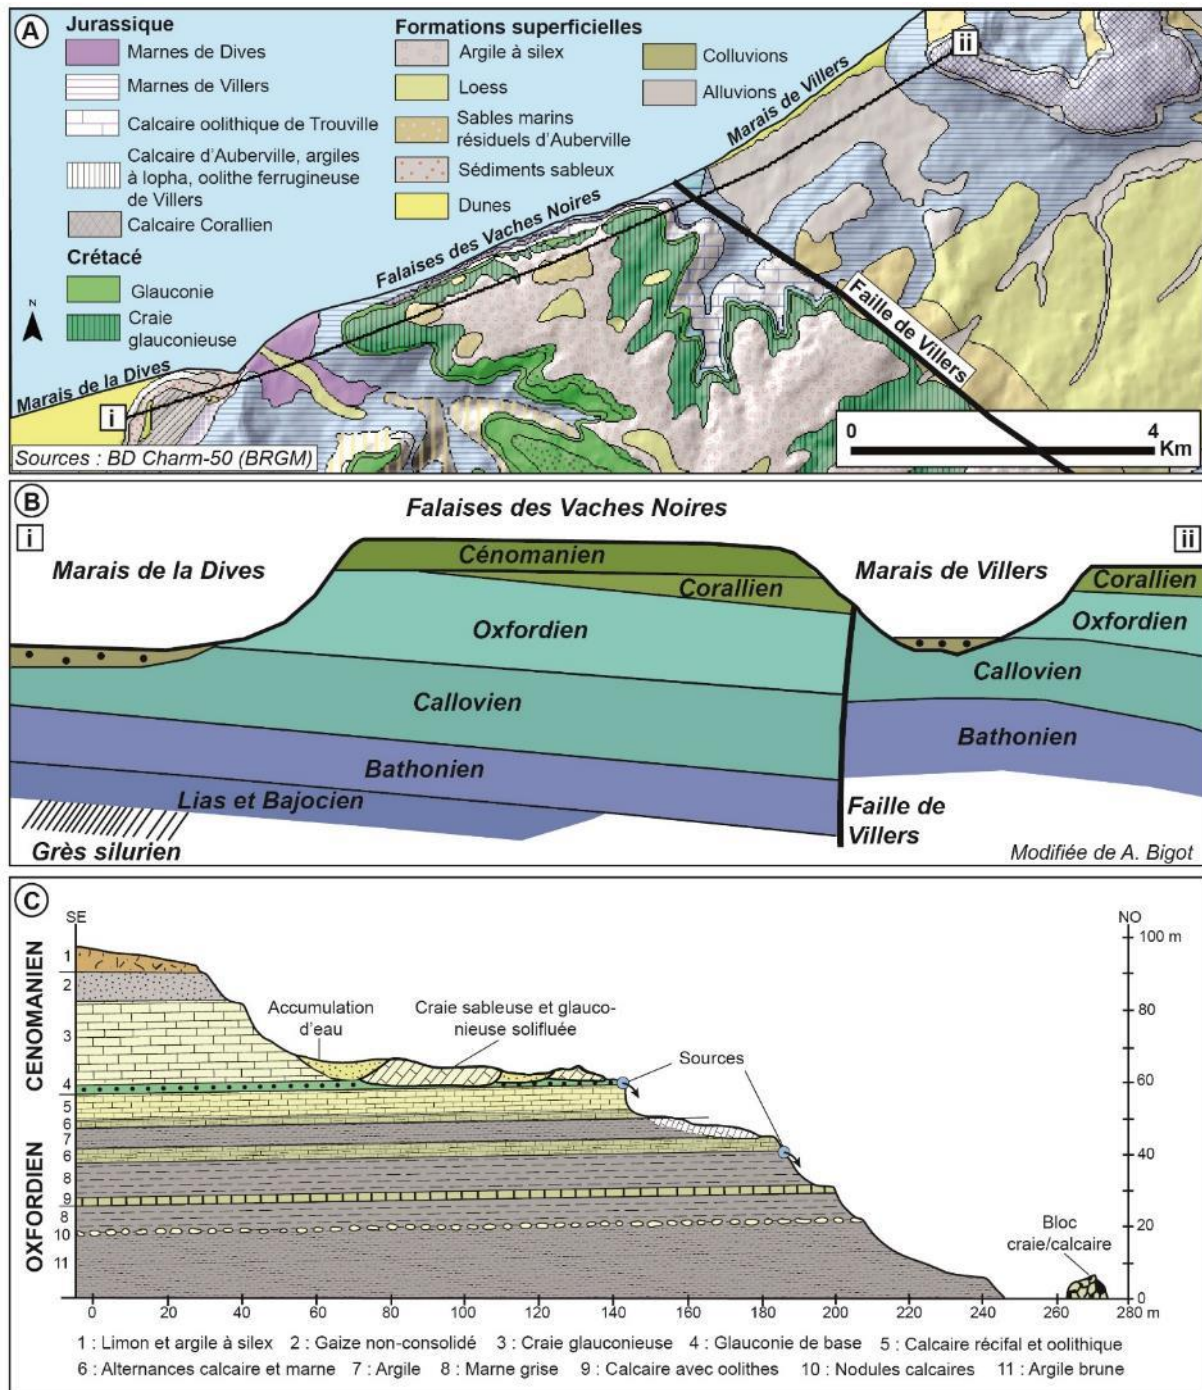 A
Jurassique
Marnes de Dives
Marnes de Villers
Calcaire oolithique de Trouville
Calcaire d'Auberville, argiles
à lopha, oolithe ferrugineuse
de Villers
Calcaire Corallien
Crétacé
Glauconie
Craie
glauconieuse
Formations superficielles
Argile à silex
Loess
Sables marins
résiduels d'Auberville
Sédiments sableux
Dunes
Colluvions
Alluvions
N
Marais de la Dives
Falaises des Vaches Noires
Marais de Villers
Faille de Villers
i
ii
0
4
Km
Sources : BD Charm-50 (BRGM)
B
i
Falaises des Vaches Noires
ii
Marais de la Dives
Cénomanien
Marais de Villers
Corallien
Corallien
Oxfordien
Oxfordien
Callovien
Callovien
Bathonien
Bathonien
Lias et Bajocien
Grès silurien
Faille de
Villers
Modifiée de A. Bigot
C
SE
NO
CENOMANIEN
OXFORDIEN
1
2
3
4
5
6
7
6
8
9
8
10
11
Accumulation
d'eau
Craie sableuse et glauco-
nieuse solifluée
Sources
Bloc
craie/calcaire
100 m
80
60
40
20
0
0 20 40 60 80 100 120 140 160 180 200 220 240 260 280 m
1 : Limon et argile à silex 2 : Gaize non-consolidé 3 : Craie glauconieuse 4 : Glauconie de base 5 : Calcaire récifal et oolithique
6 : Alternances calcaire et marne 7 : Argile 8 : Marne grise 9 : Calcaire avec oolithes 10 : Nodules calcaires 11 : Argile brune